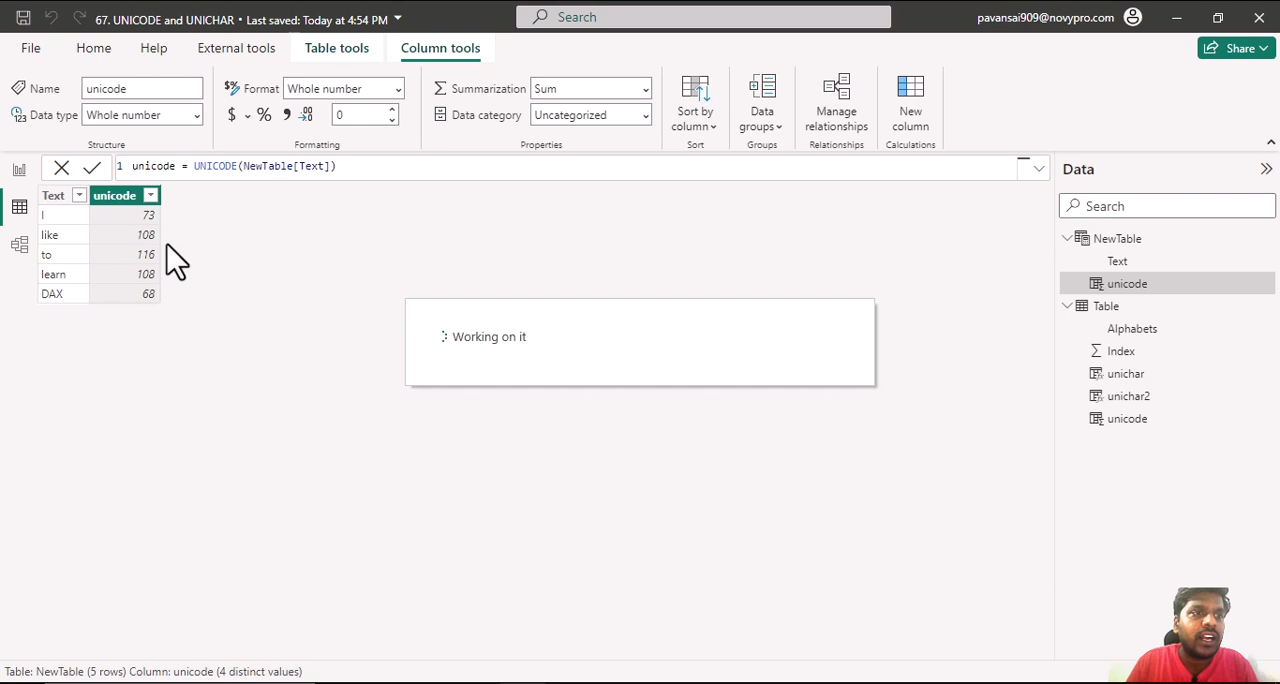 67. UNICODE and UNICHAR • Last saved: Today at 4:54 PM
Search
pavansai909@novypro.com
File
Home
Help
External tools
Table tools
Column tools
Share
Name
unicode
Format
Whole number
Summarization
Sum
Data type
Whole number
$ % 9 0
Data category
Uncategorized
Sort by
column
Data
groups
Manage
relationships
New
column
Structure
Formatting
Properties
Sort
Groups
Relationships
Calculations
1 unicode = UNICODE(NewTable[Text])
Text unicode
I 73
like 108
to 116
learn 108
DAX 68
Working on it
Data
Search
NewTable
Text
unicode
Table
Alphabets
Index
unichar
unichar2
unicode
Table: NewTable (5 rows) Column: unicode (4 distinct values)